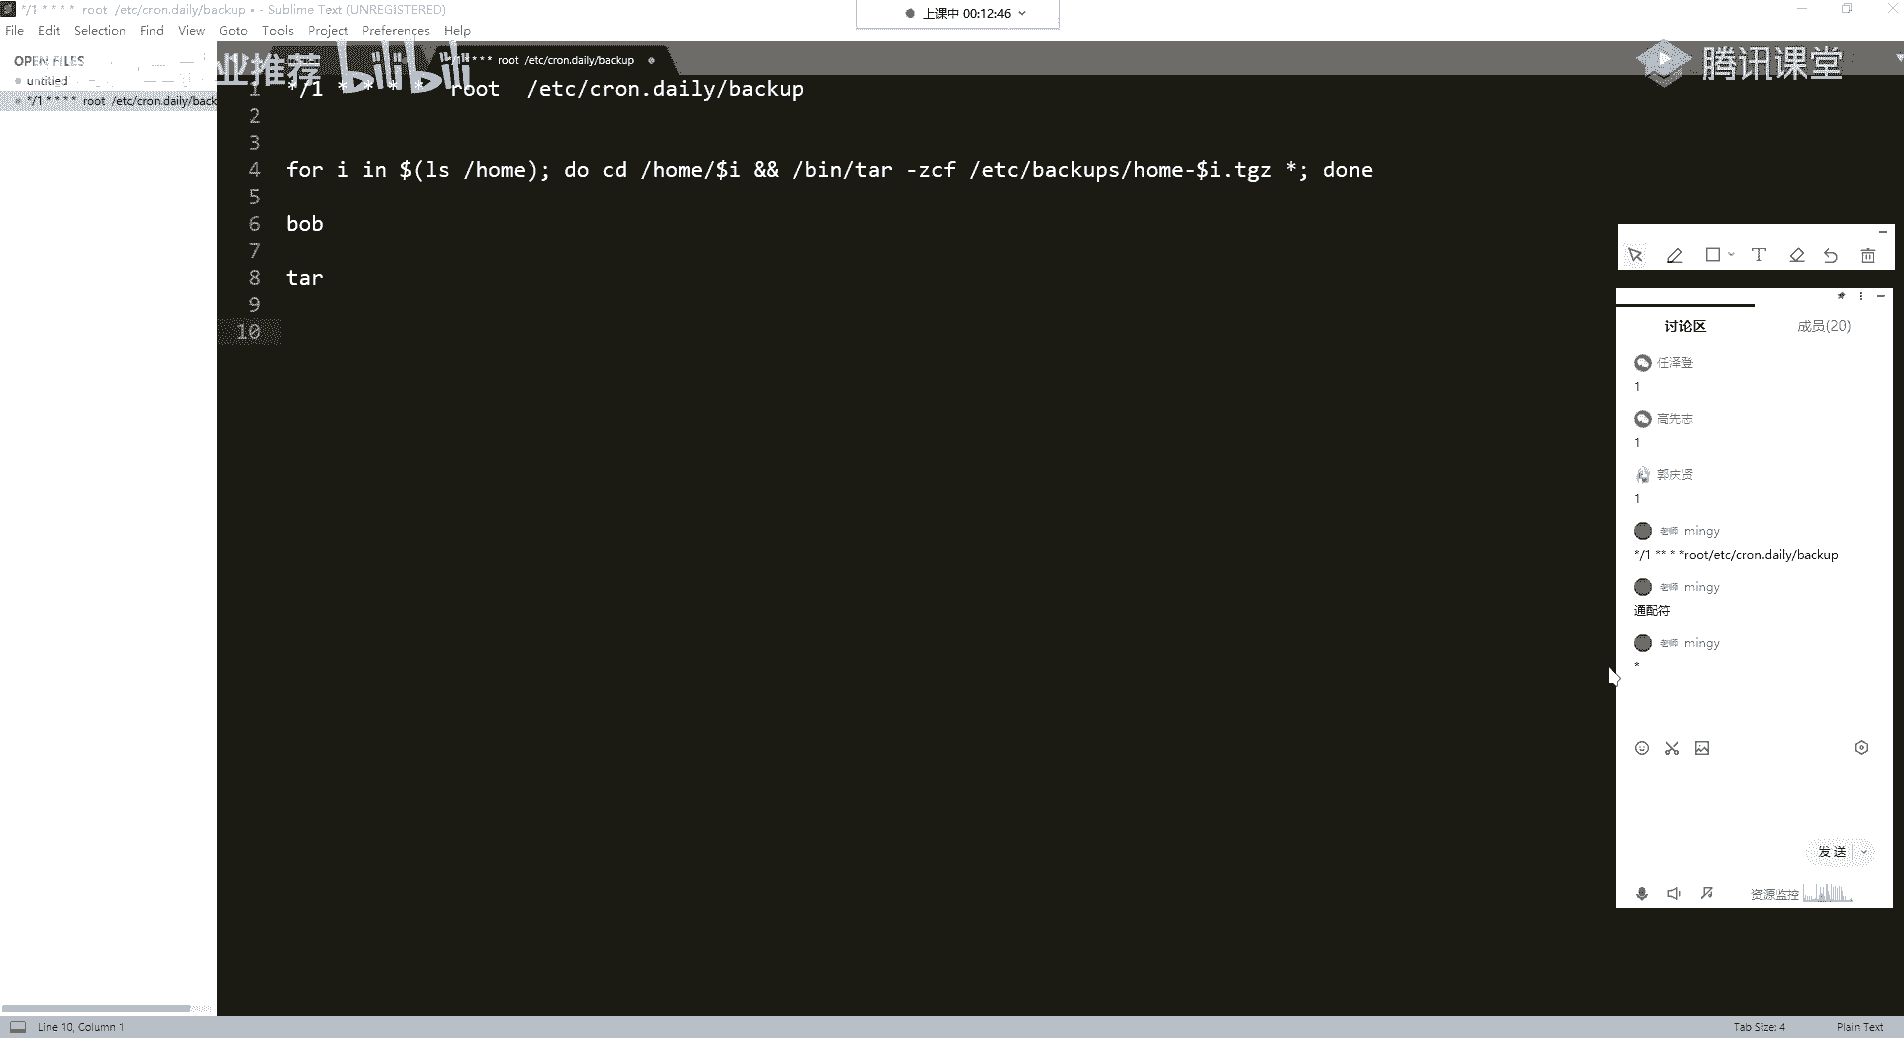 */1 * * * *  root  /etc/cron.daily/backup • - Sublime Text (UNREGISTERED)
上课中 00:12:46
File Edit Selection Find View Goto Tools Project Preferences Help
OPEN FILES
untitled
*/1 * * * *  root  /etc/cron.daily/back
业推荐 bilibili
* * * *  root  /etc/cron.daily/backup
腾讯课堂
1 */1 * * * *  root  /etc/cron.daily/backup
2
3
4 for i in $(ls /home); do cd /home/$i && /bin/tar -zcf /etc/backups/home-$i.tgz *; done
5
6 bob
7
8 tar
9
10
T
讨论区 成员(20)
任泽登
1
高先志
1
郭庆贤
1
老师 mingy
*/1 ** * *root/etc/cron.daily/backup
老师 mingy
通配符
老师 mingy
*
发送
资源监控
Line 10, Column 1 Tab Size: 4 Plain Text